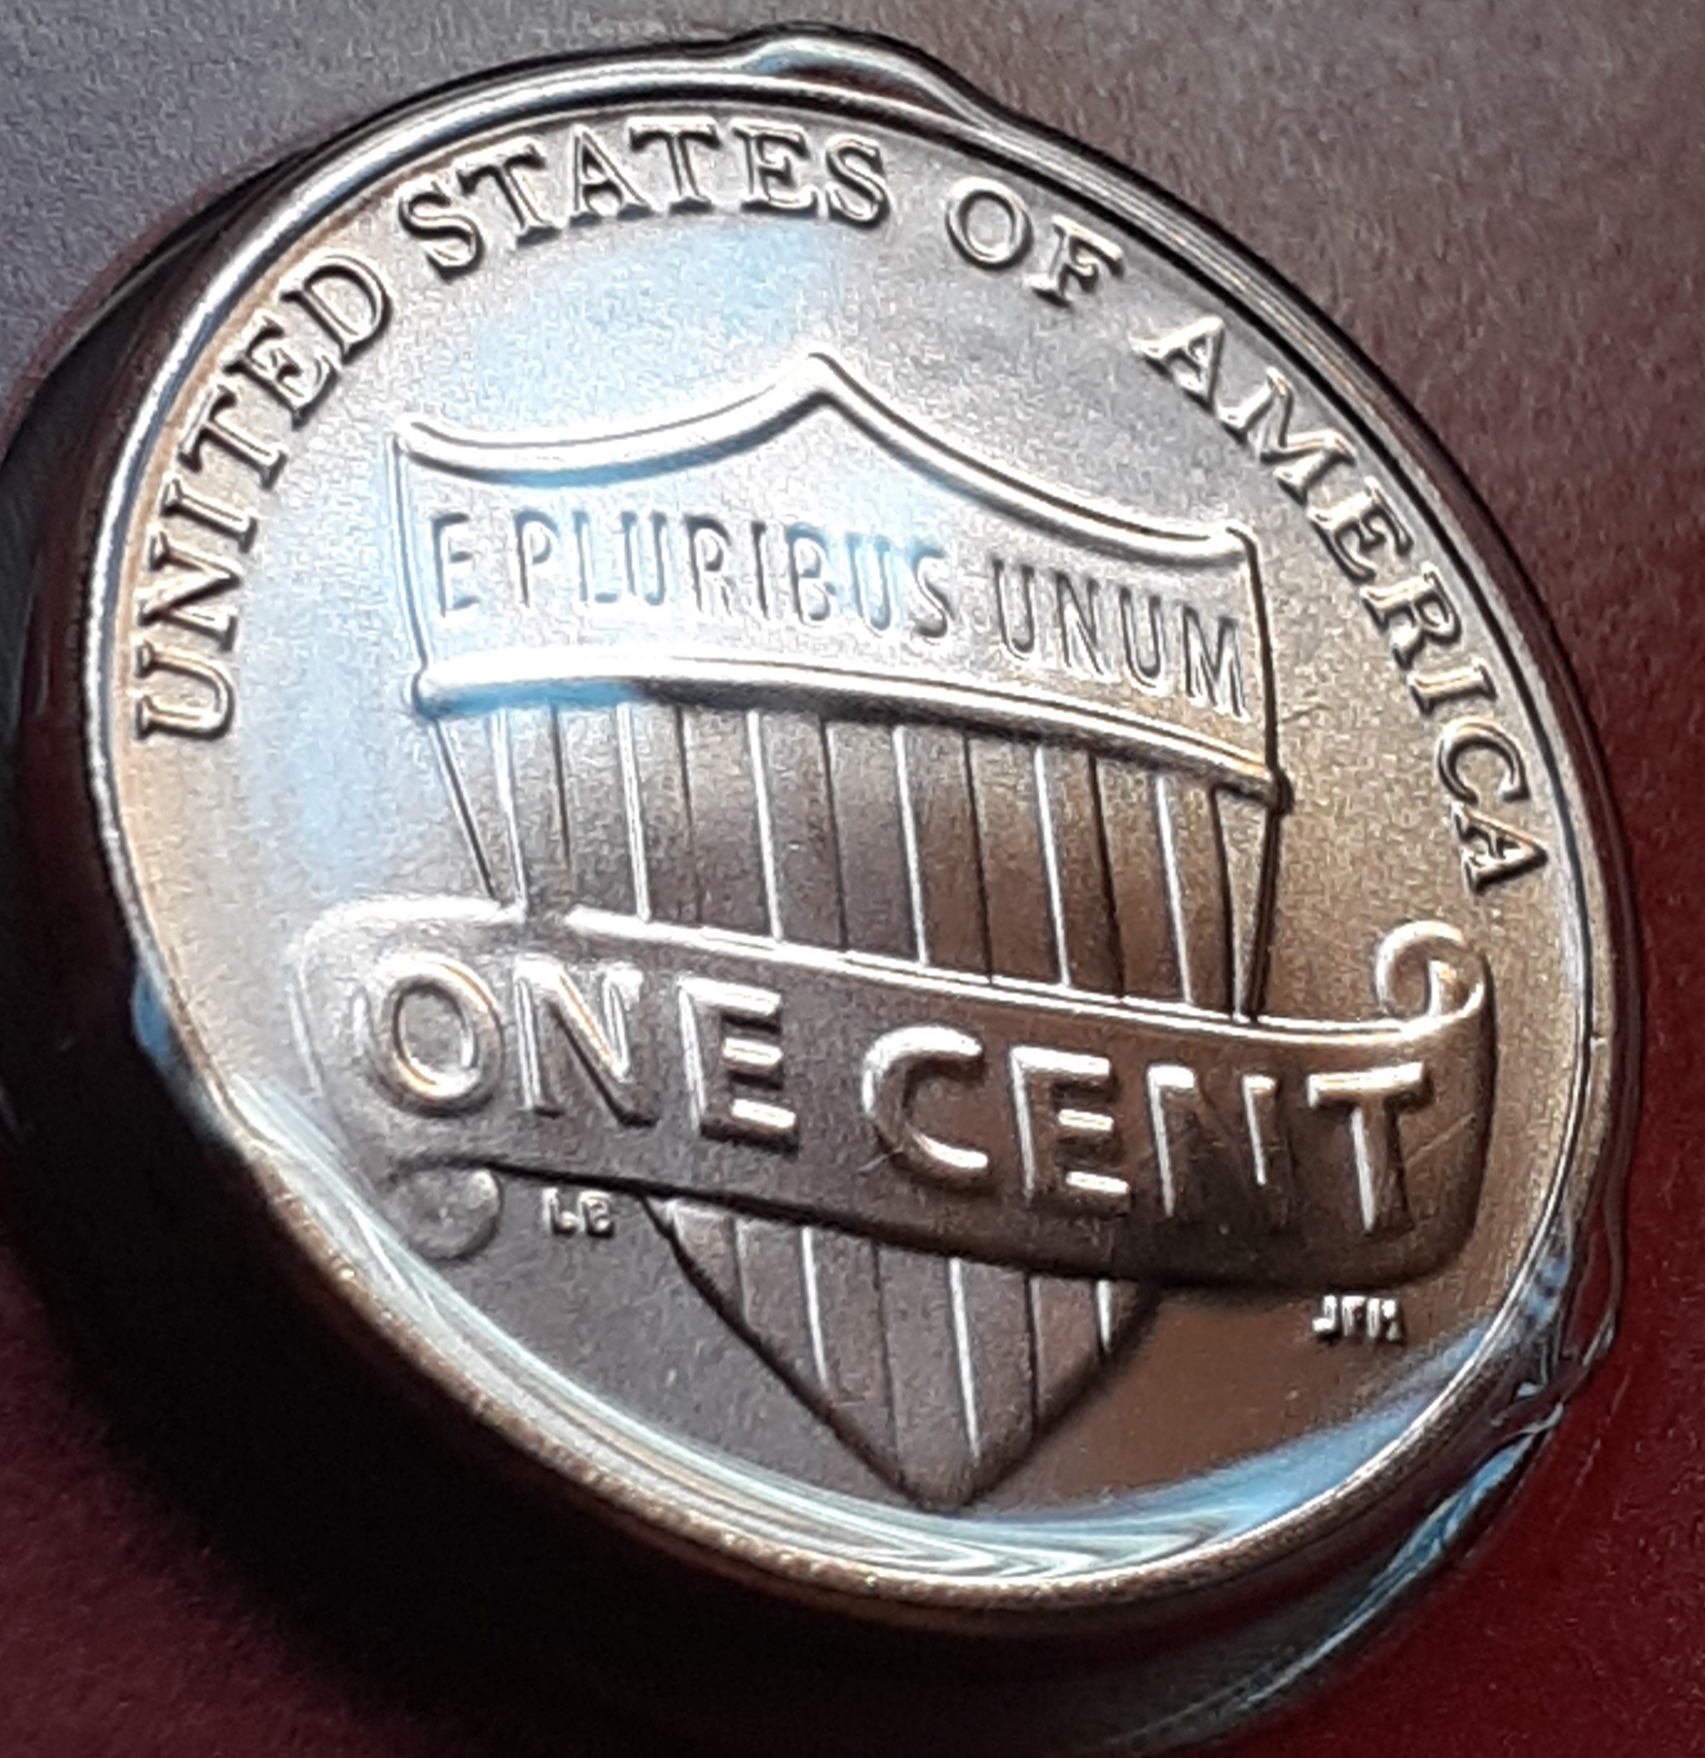 UNITED STATES OF AMERICA
E PLURIBUS UNUM
ONE CENT
LB
JFM